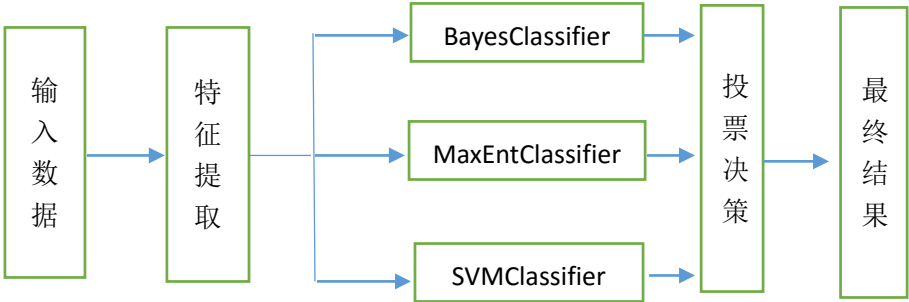 输入数据
特征提取
BayesClassifier
MaxEntClassifier
SVMClassifier
投票决策
最终结果